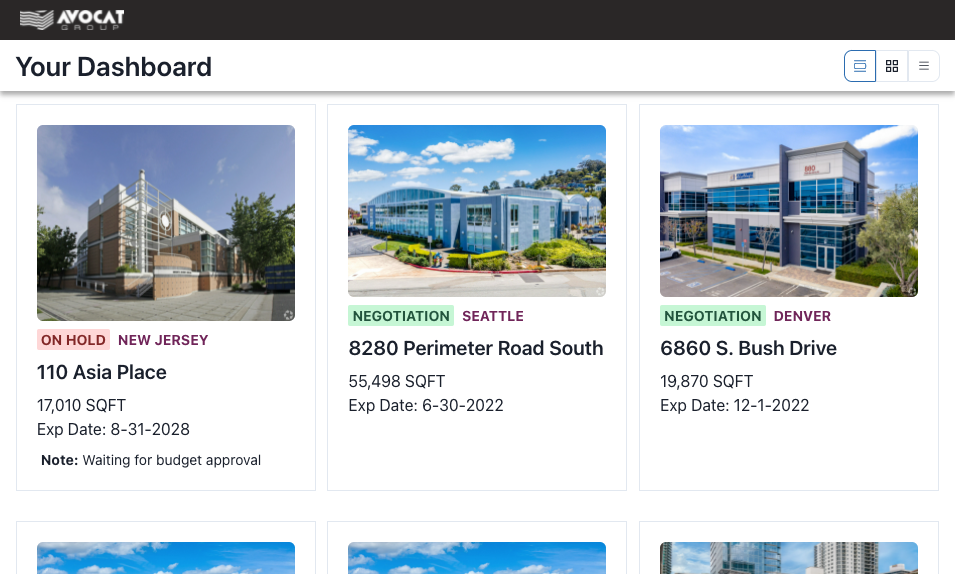 AVOCAT
GROUP
Your Dashboard
ON HOLD NEW JERSEY
110 Asia Place
17,010 SQFT
Exp Date: 8-31-2028
Note: Waiting for budget approval
NEGOTIATION SEATTLE
8280 Perimeter Road South
55,498 SQFT
Exp Date: 6-30-2022
NEGOTIATION DENVER
6860 S. Bush Drive
19,870 SQFT
Exp Date: 12-1-2022